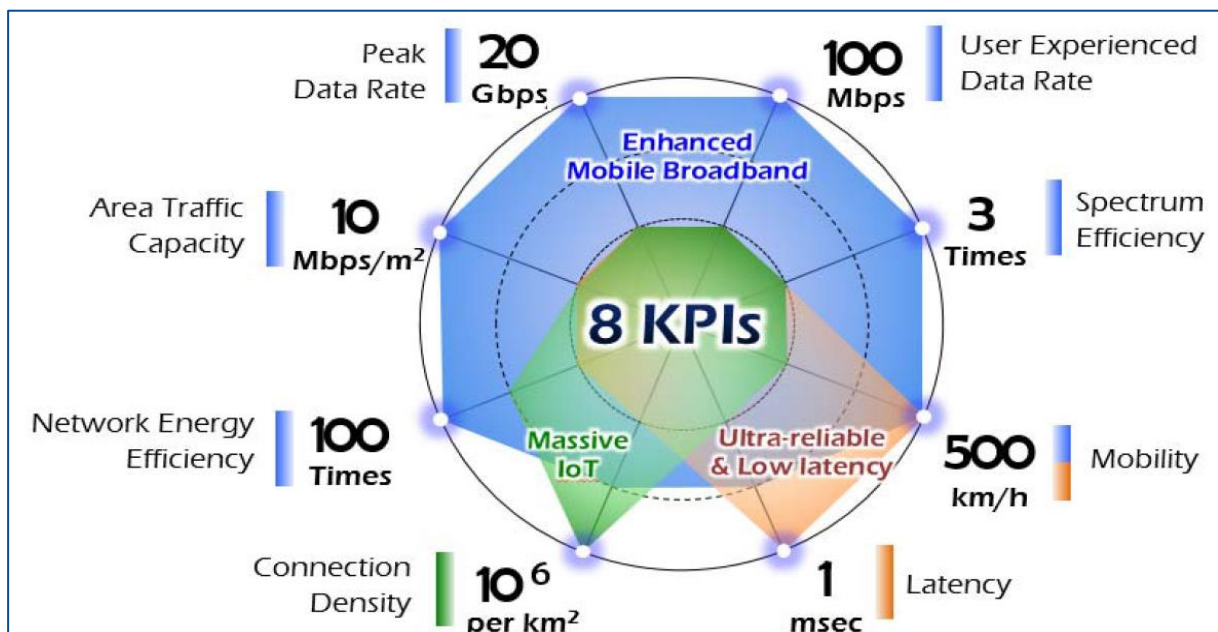 Peak
Data Rate
20
Gbps
100
Mbps
User Experienced
Data Rate
Enhanced
Mobile Broadband
Area Traffic
Capacity
10
Mbps/m²
3
Times
Spectrum
Efficiency
8 KPIs
Network Energy
Efficiency
100
Times
Massive
IoT
Ultra-reliable
& Low latency
500
km/h
Mobility
Connection
Density
10⁶
per km²
1
msec
Latency